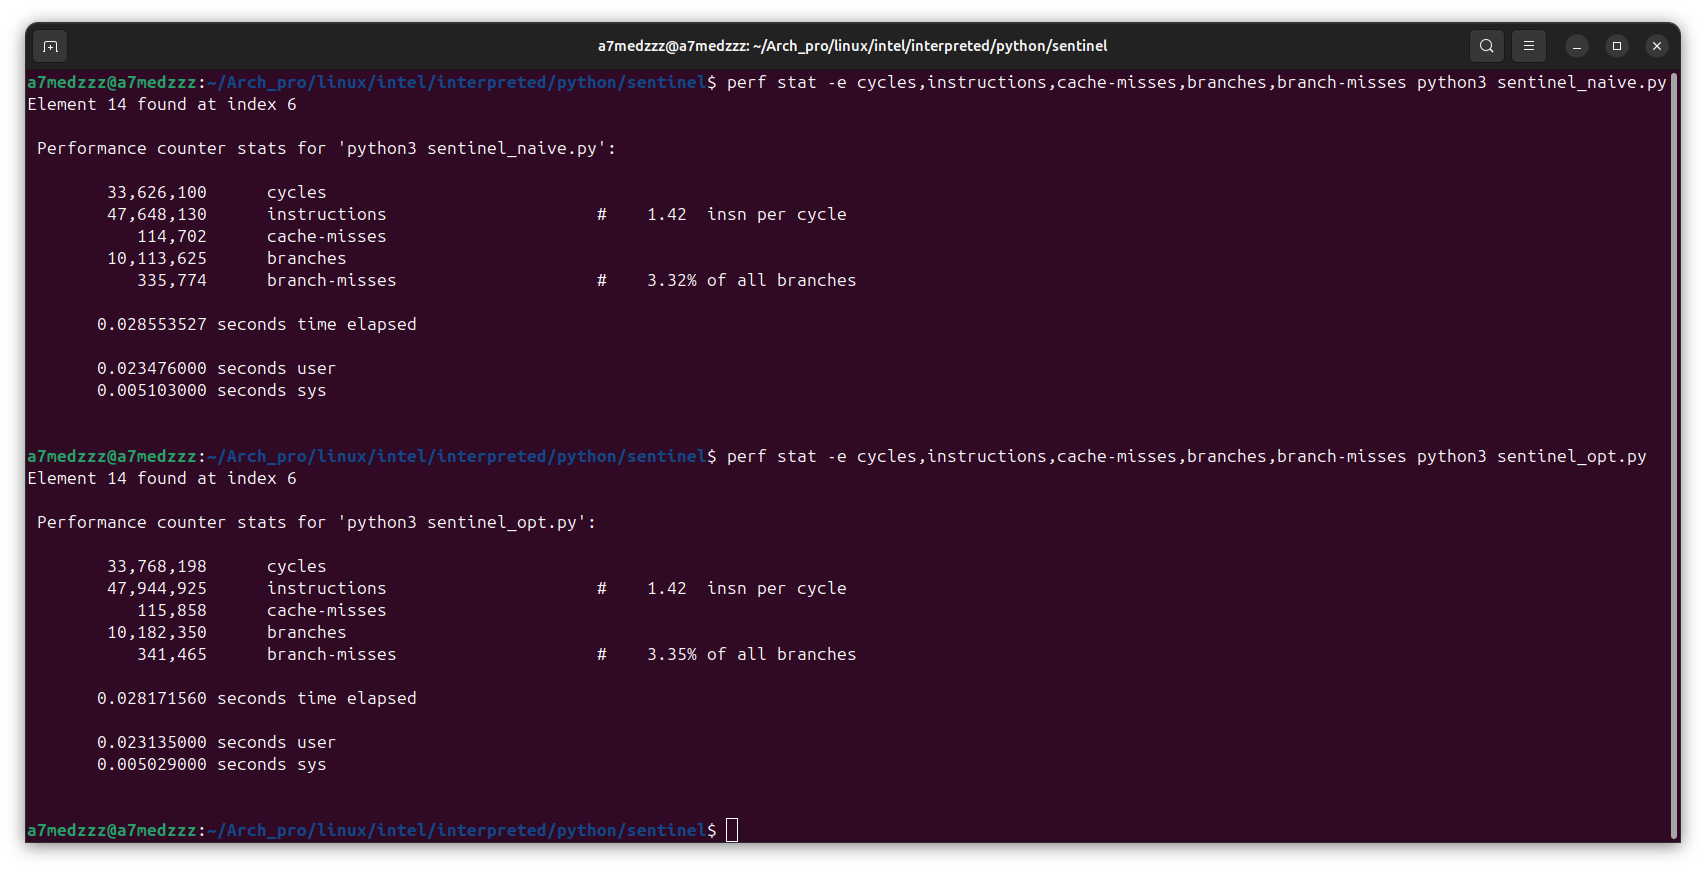 a7medzzz@a7medzzz: ~/Arch_pro/linux/intel/interpreted/python/sentinel
a7medzzz@a7medzzz:~/Arch_pro/linux/intel/interpreted/python/sentinel$ perf stat -e cycles,instructions,cache-misses,branches,branch-misses python3 sentinel_naive.py
Element 14 found at index 6
Performance counter stats for 'python3 sentinel_naive.py':
33,626,100 cycles
47,648,130 instructions # 1.42 insn per cycle
114,702 cache-misses
10,113,625 branches
335,774 branch-misses # 3.32% of all branches
0.028553527 seconds time elapsed
0.023476000 seconds user
0.005103000 seconds sys
a7medzzz@a7medzzz:~/Arch_pro/linux/intel/interpreted/python/sentinel$ perf stat -e cycles,instructions,cache-misses,branches,branch-misses python3 sentinel_opt.py
Element 14 found at index 6
Performance counter stats for 'python3 sentinel_opt.py':
33,768,198 cycles
47,944,925 instructions # 1.42 insn per cycle
115,858 cache-misses
10,182,350 branches
341,465 branch-misses # 3.35% of all branches
0.028171560 seconds time elapsed
0.023135000 seconds user
0.005029000 seconds sys
a7medzzz@a7medzzz:~/Arch_pro/linux/intel/interpreted/python/sentinel$